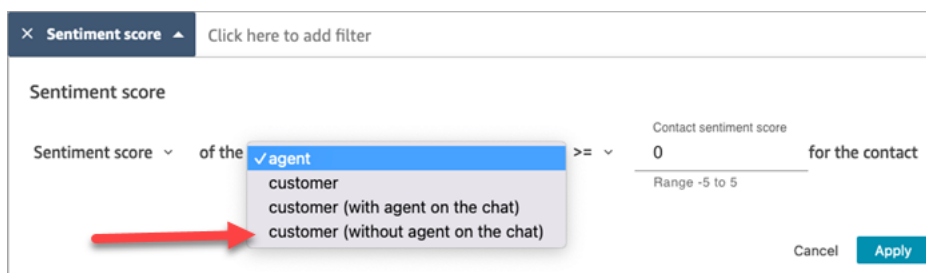 × Sentiment score ▲ Click here to add filter
Sentiment score
Contact sentiment score
Sentiment score of the ✓ agent >= 0 for the contact
customer
Range -5 to 5
customer (with agent on the chat)
customer (without agent on the chat)
Cancel Apply